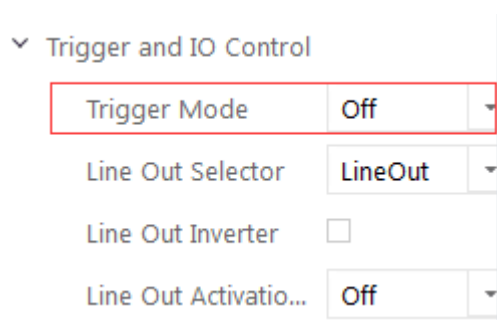 Trigger and IO Control
Trigger Mode Off
Line Out Selector LineOut
Line Out Inverter
Line Out Activatio... Off